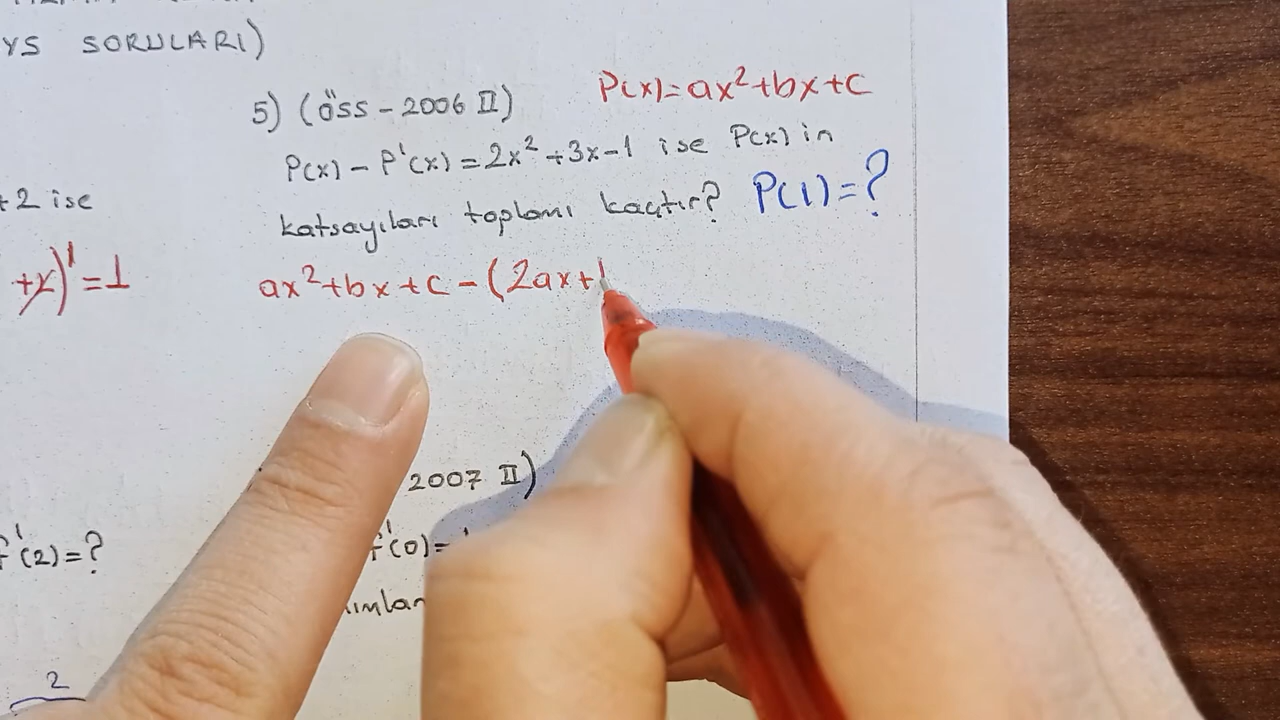 YS SORULARI)
5) (öss - 2006 II)
P(x)=ax²+bx+c
P(x) - P'(x) = 2x² +3x-1 ise P(x) in
katsayıları toplamı kaçtır? P(1)=?
+2 ise
+x)'=1
ax²+bx+c-(2ax+
2007 II)
f'(2)=?
f'(0)=
2